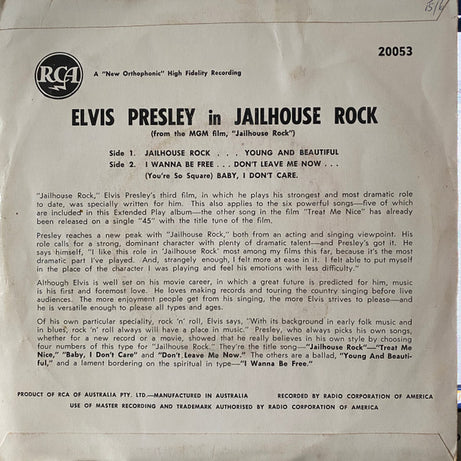 15/4
20053
RCA
A "New Orthophonic" High Fidelity Recording
ELVIS PRESLEY in JAILHOUSE ROCK
(from the MGM film, "Jailhouse Rock")
Side 1. JAILHOUSE ROCK . . . YOUNG AND BEAUTIFUL
Side 2. I WANNA BE FREE . . . DON'T LEAVE ME NOW . . .
(You're So Square) BABY, I DON'T CARE.
"Jailhouse Rock," Elvis Presley's third film, in which he plays his strongest and most dramatic role
to date, was specially written for him. This also applies to the six powerful songs—five of which
are included in this Extended Play album—the other song in the film "Treat Me Nice" has already
been released on a single "45" with the title tune of the film.
Presley reaches a new peak with "Jailhouse Rock," both from an acting and singing viewpoint. His
role calls for a strong, dominant character with plenty of dramatic talent—and Presley's got it. He
says himself, "I like this role in 'Jailhouse Rock' most among my films this far, because it's the most
dramatic part I've played. And, strangely enough, I felt more at ease in it. I felt able to put myself
in the place of the character I was playing and feel his emotions with less difficulty."
Although Elvis is well set on his movie career, in which a great future is predicted for him, music
is his first and foremost love. He loves making records and touring the country singing before live
audiences. The more enjoyment people get from his singing, the more Elvis strives to please—and
he is versatile enough to please all types and ages.
Of his own particular speciality, rock 'n' roll, Elvis says, "With its background in early folk music and
in blues, rock 'n' roll always will have a place in music." Presley, who always picks his own songs,
whether for a new record or a movie, showed that he really believes in his own style by choosing
four numbers of this type for "Jailhouse Rock." They're the title song—"Jailhouse Rock"—"Treat Me
Nice," "Baby, I Don't Care" and "Don't Leave Me Now." The others are a ballad, "Young And Beauti-
ful," and a lament bordering on the spiritual in type—"I Wanna Be Free."
PRODUCT OF RCA OF AUSTRALIA PTY. LTD.—MANUFACTURED IN AUSTRALIA RECORDED BY RADIO CORPORATION OF AMERICA
USE OF MASTER RECORDING AND TRADEMARK AUTHORISED BY RADIO CORPORATION OF AMERICA